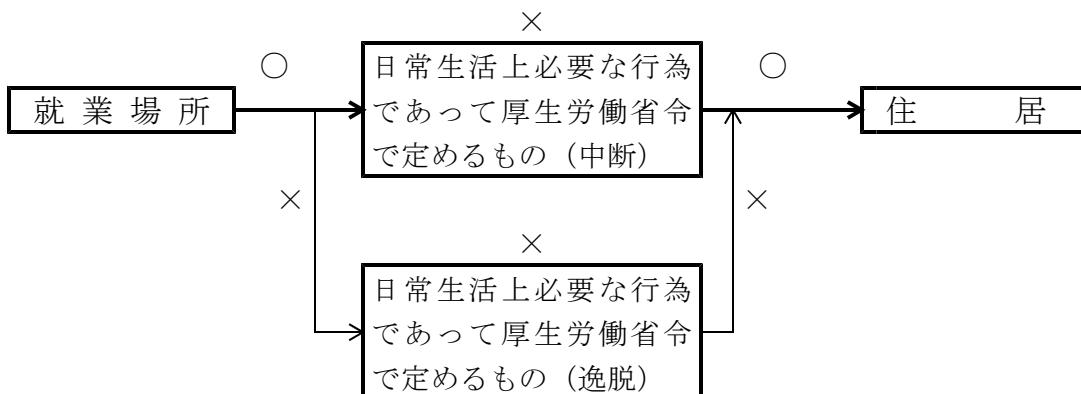 ×
○
日常生活上必要な行為
○
就業場所
であって厚生労働省令
住居
で定めるもの（中断）
×
×
×
日常生活上必要な行為
であって厚生労働省令
で定めるもの（逸脱）